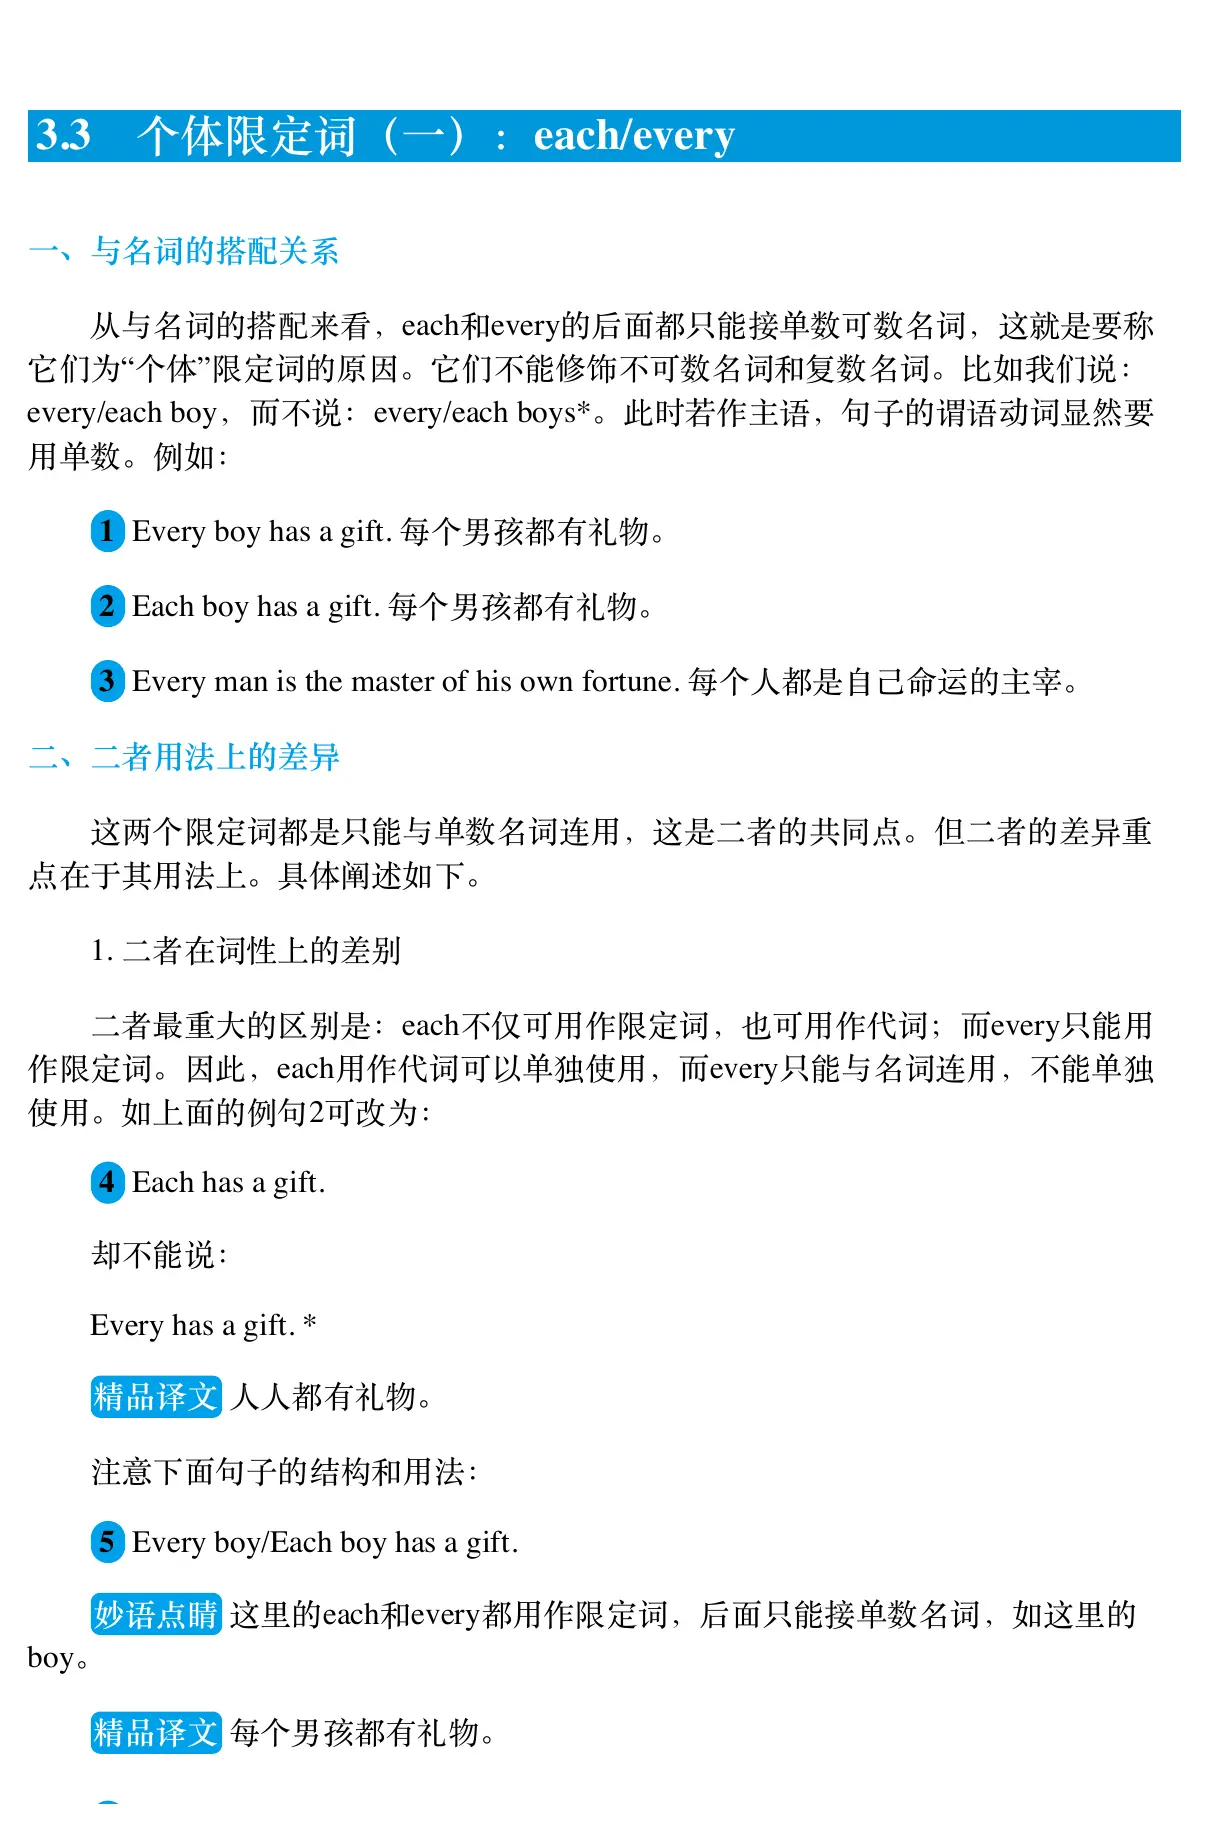 3.3 个体限定词（一）：each/every
一、与名词的搭配关系
从与名词的搭配来看，each和every的后面都只能接单数可数名词，这就是要称
它们为“个体”限定词的原因。它们不能修饰不可数名词和复数名词。比如我们说：
every/each boy，而不说：every/each boys*。此时若作主语，句子的谓语动词显然要
用单数。例如：
1 Every boy has a gift. 每个男孩都有礼物。
2 Each boy has a gift. 每个男孩都有礼物。
3 Every man is the master of his own fortune. 每个人都是自己命运的主宰。
二、二者用法上的差异
这两个限定词都是只能与单数名词连用，这是二者的共同点。但二者的差异重
点在于其用法上。具体阐述如下。
1. 二者在词性上的差别
二者最重大的区别是：each不仅可用作限定词，也可用作代词；而every只能用
作限定词。因此，each用作代词可以单独使用，而every只能与名词连用，不能单独
使用。如上面的例句2可改为：
4 Each has a gift.
却不能说：
Every has a gift. *
精品译文 人人都有礼物。
注意下面句子的结构和用法：
5 Every boy/Each boy has a gift.
妙语点睛 这里的each和every都用作限定词，后面只能接单数名词，如这里的
boy。
精品译文 每个男孩都有礼物。